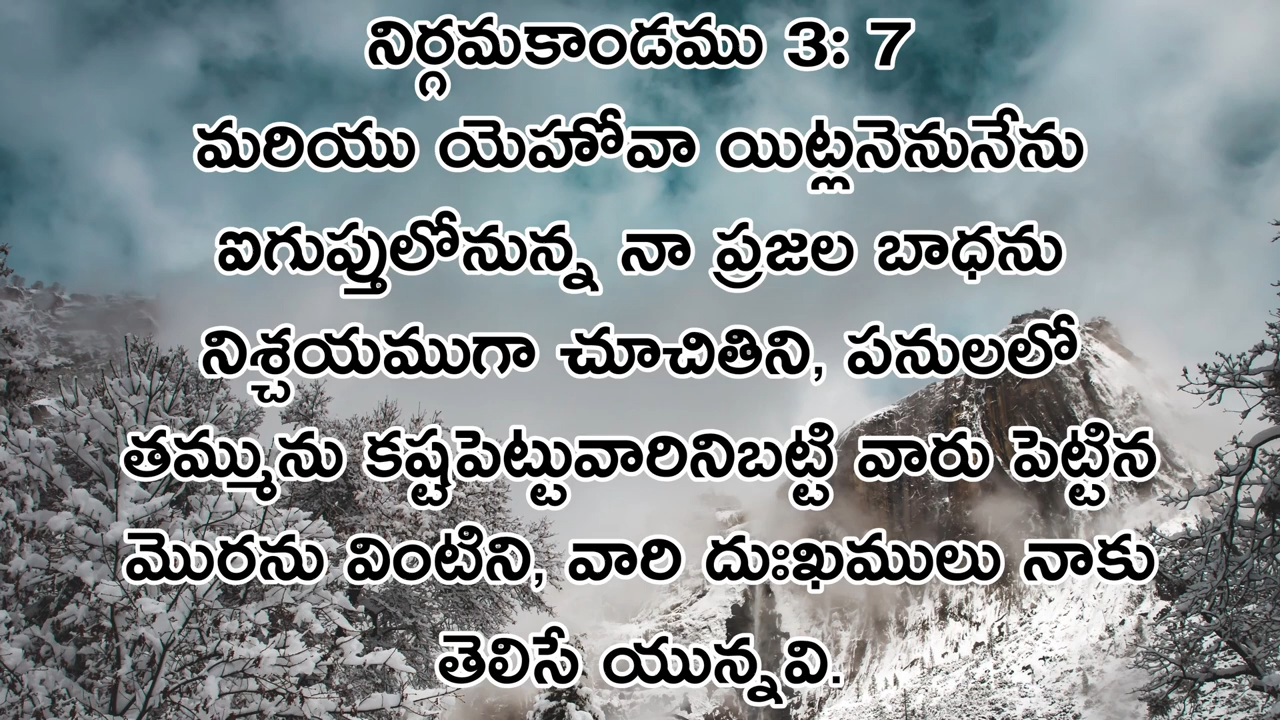 నిర్గమకాండము 3: 7
మరియు యెహోవా యిట్లనెనునేను
ఐగుప్తులోనున్న నా ప్రజల బాధను
నిశ్చయముగా చూచితిని, పనులలో
తమ్మును కష్టపెట్టువారినిబట్టి వారు పెట్టిన
మొరను వింటిని, వారి దుఃఖములు నాకు
తెలిసే యున్నవి.